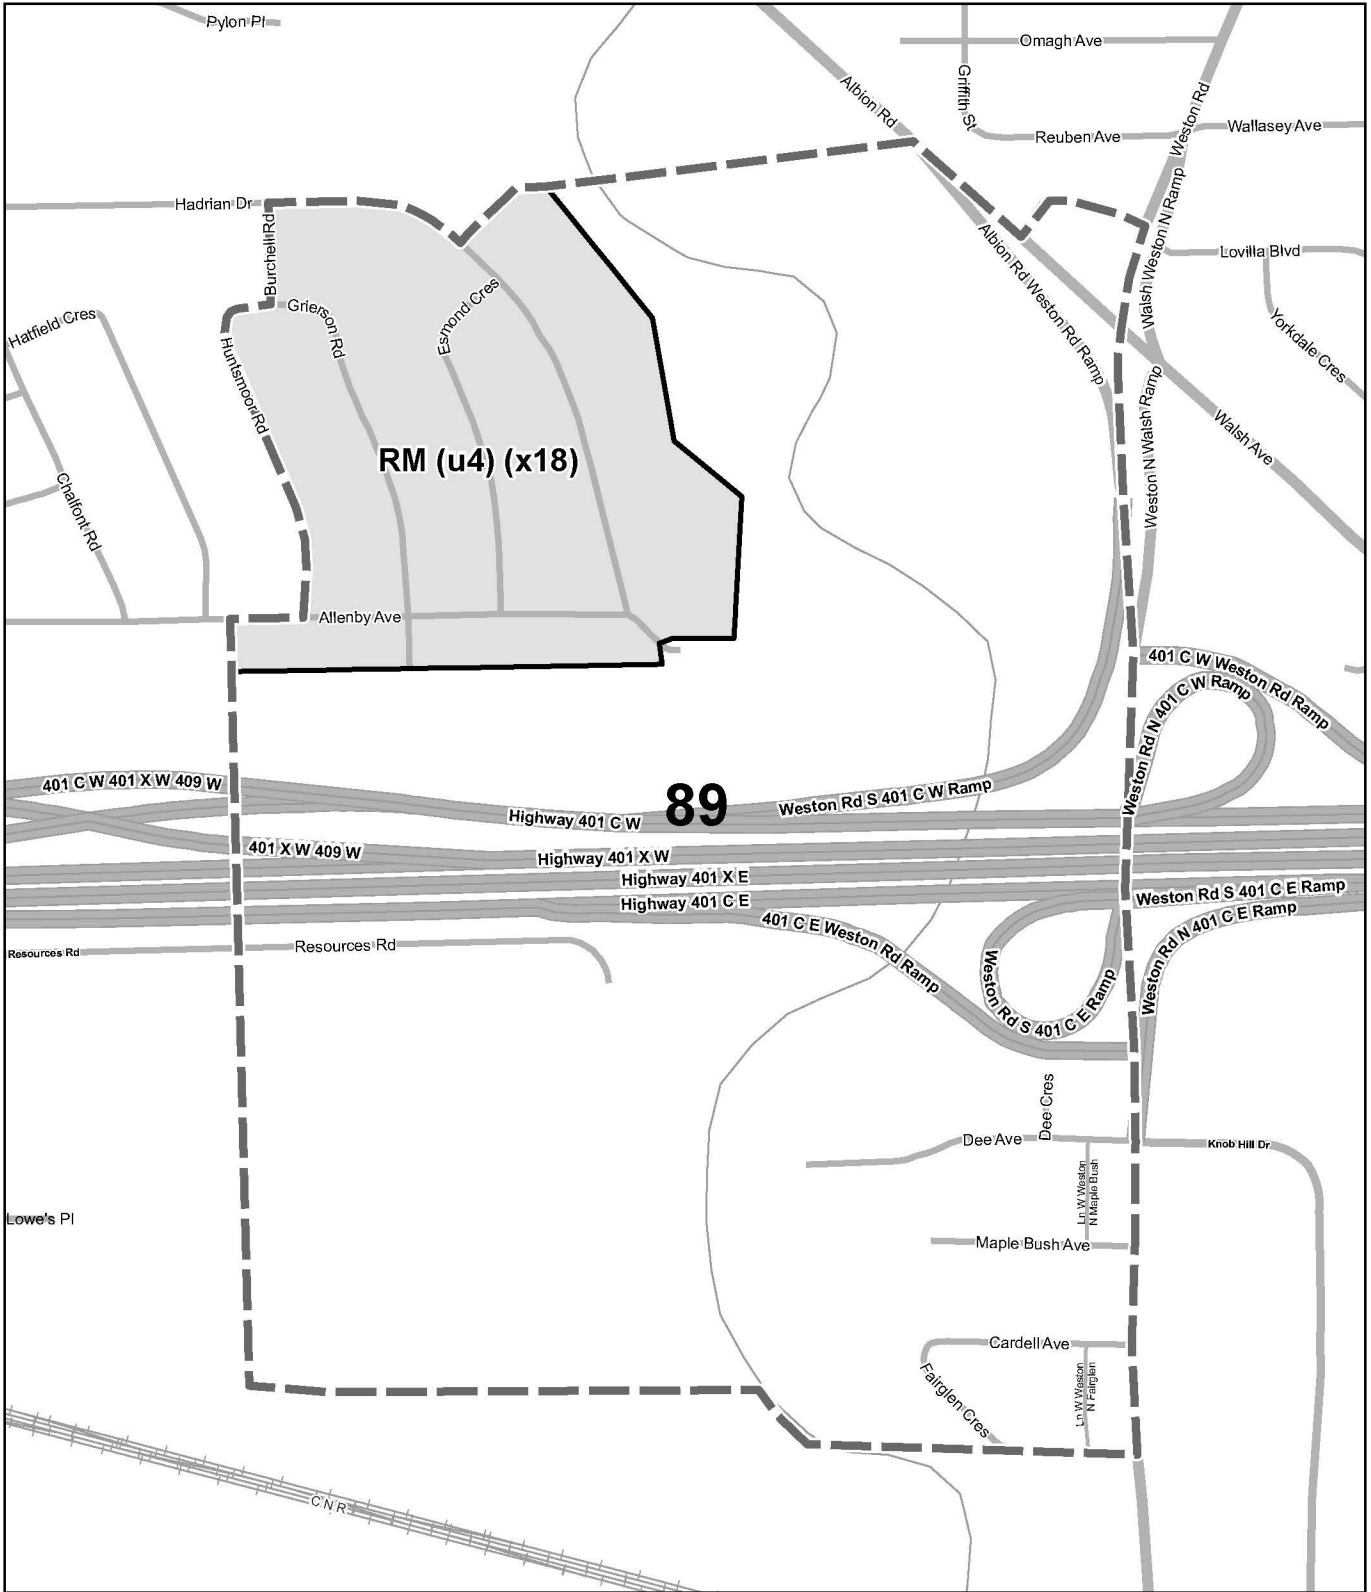 Pylon Pl
Omagh Ave
Griffith St
Albion Rd
Weston Rd
Wallasey Ave
Reuben Ave
Hadrian Dr
Burchell Rd
Walsh Weston N Ramp
Lovilla Blvd
Albion Rd Weston Rd Ramp
Esmond Cres
Grierson Rd
Hatfield Cres
Huntsmoor Rd
Yorkdale Cres
Weston N Walsh Ramp
Walsh Ave
RM (u4) (x18)
Chalfont Rd
Allenby Ave
401 C W Weston Rd Ramp
Weston Rd N 401 C W Ramp
401 C W 401 X W 409 W
89
Weston Rd S 401 C W Ramp
Highway 401 C W
401 X W 409 W
Highway 401 X W
Highway 401 X E
Highway 401 C E
Weston Rd S 401 C E Ramp
Weston Rd N 401 C E Ramp
401 C E Weston Rd Ramp
Resources Rd
Resources Rd
Weston Rd S 401 C E Ramp
Dee Cres
Dee Ave
Knob Hill Dr
Ln W Weston
N Maple Bush
Lowe's Pl
Maple Bush Ave
Cardell Ave
Fairglen Cres
Ln W Weston
N Fairglen
C N R